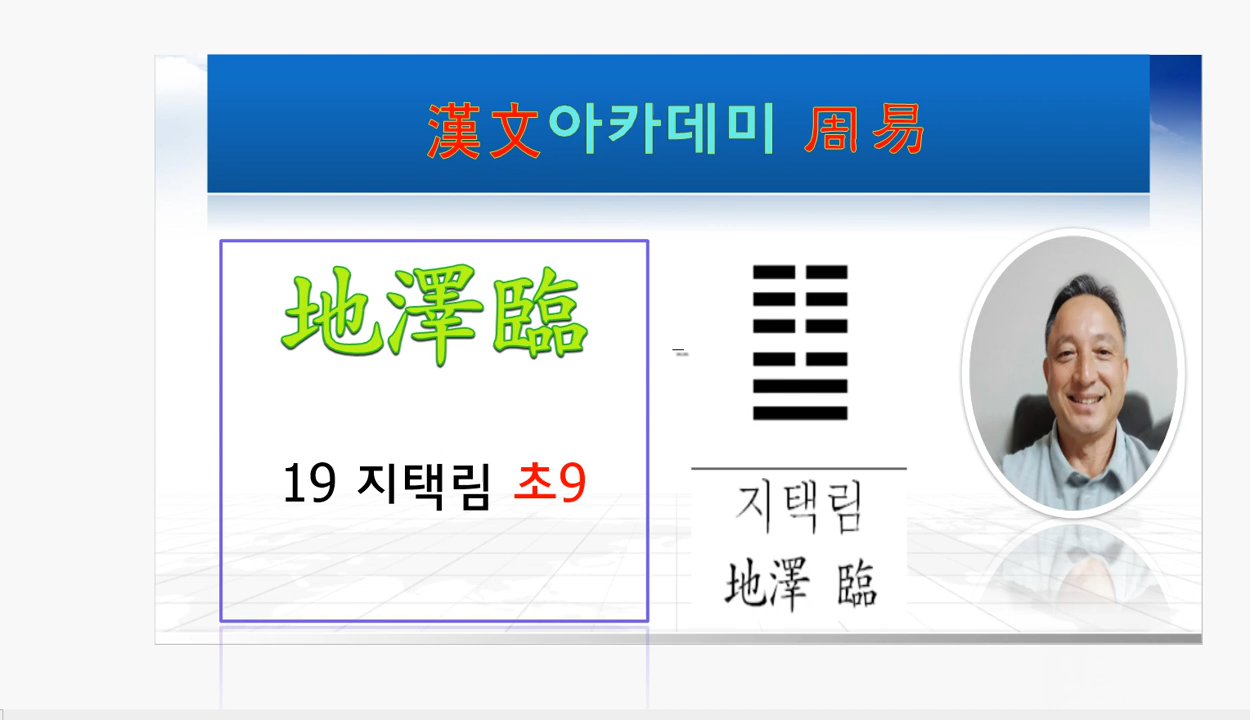 漢文아카데미 周易
地澤臨
19 지택림 초9
지택림
地澤 臨